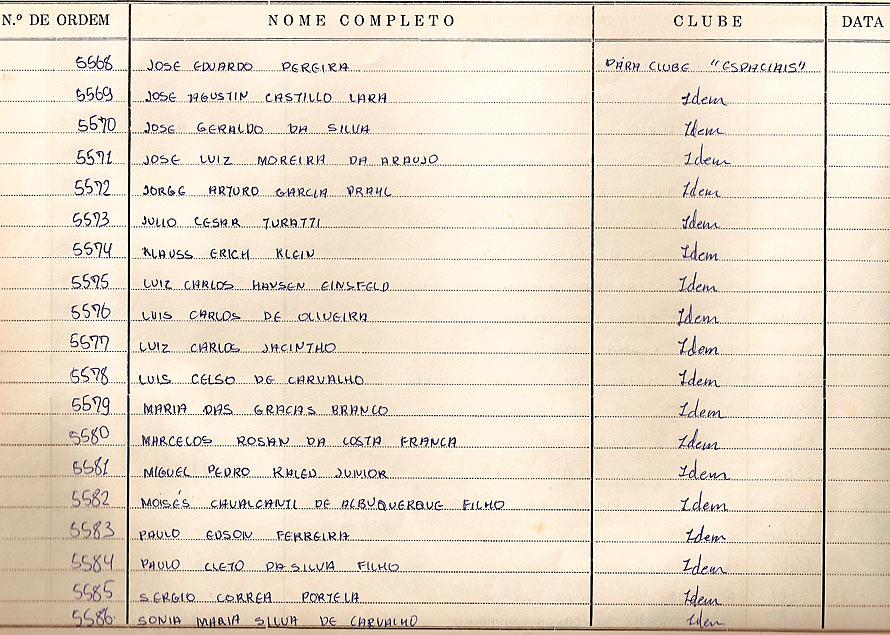 N.º DE ORDEM NOME COMPLETO CLUBE DATA
5568 JOSE EDUARDO PEREIRA PÁRA CLUBE "ESPACIAIS"
5569 JOSE AGUSTIN CASTILLO LARA Idem
5570 JOSE GERALDO DA SILVA Idem
5571 JOSE LUIZ MOREIRA DA ARAUJO Idem
5572 JORGE ARTURO GARCIA PRAHL Idem
5573 JULIO CESAR TURATTI Idem
5574 KLAUSS ERICH KLEIN Idem
5575 LUIZ CARLOS HANSEN EINSFELD Idem
5576 LUIS CARLOS DE OLIVEIRA Idem
5577 LUIZ CARLOS JACINTHO Idem
5578 LUIS CELSO DE CARVALHO Idem
5579 MARIA DAS GRACIAS BRANCO Idem
5580 MARCELOS ROSAN DA COSTA FRANCA Idem
5581 MIGUEL PEDRO KALED JUNIOR Idem
5582 MOISÉS CAVALCANTI DE ALBUQUERQUE FILHO Idem
5583 PAULO EDSON FERREIRA Idem
5584 PAULO CLETO DA SILVA FILHO Idem
5585 SERGIO CORREA PORTELA Idem
5586 SONIA MARIA SILVA DE CARVALHO Idem